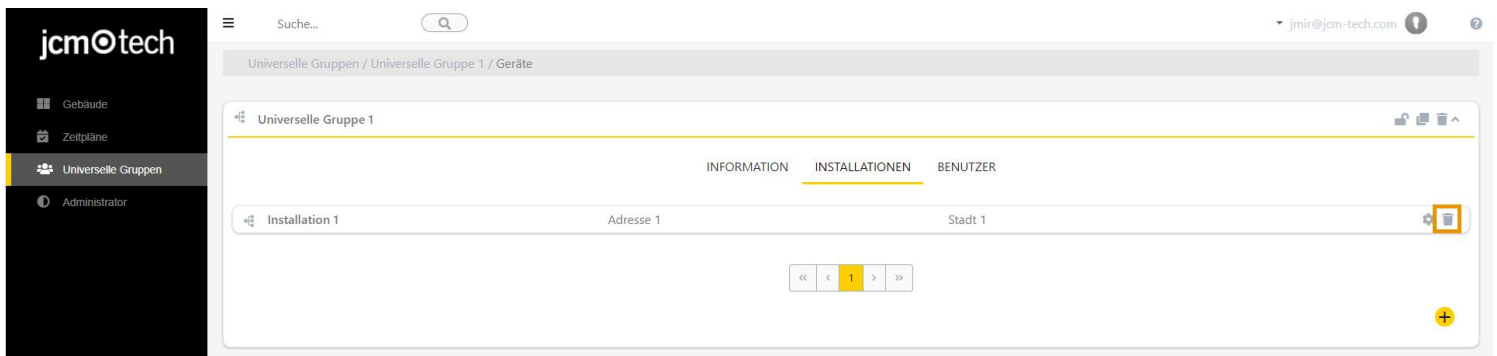 jcm tech
Suche...
jmir@jcm-tech.com
Universelle Gruppen / Universelle Gruppe 1 / Geräte
Gebäude
Zeitpläne
Universelle Gruppen
Administrator
Universelle Gruppe 1
INFORMATION INSTALLATIONEN BENUTZER
Installation 1 Adresse 1 Stadt 1
« < 1 > »